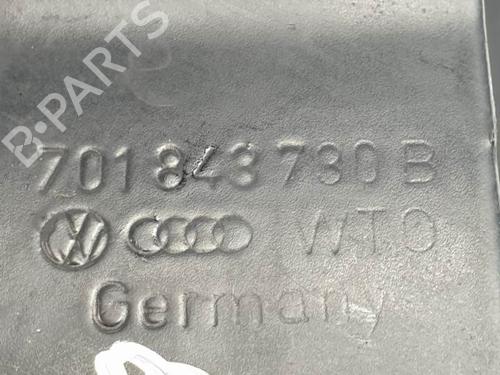 B-PARTS
701 843 730 B
WTO
Germany